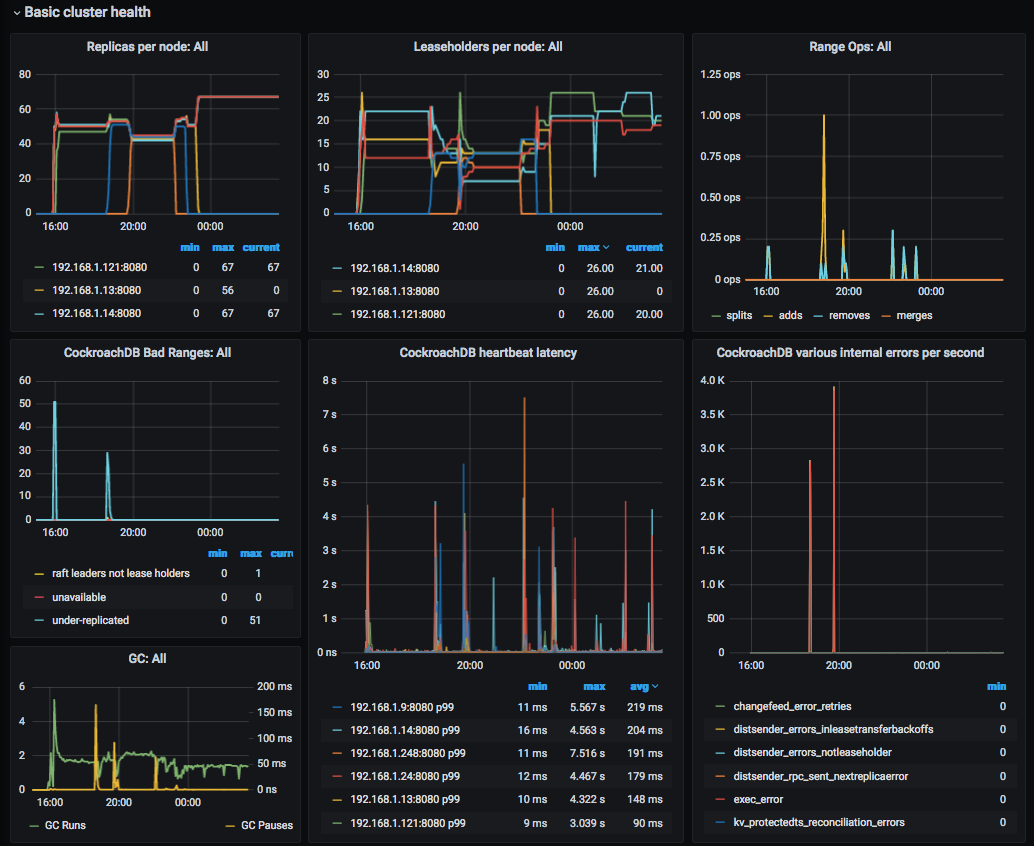 Basic cluster health
Replicas per node: All
80
60
40
20
0
16:00 20:00 00:00
min max current
192.168.1.121:8080 0 67 67
192.168.1.13:8080 0 56 0
192.168.1.14:8080 0 67 67
Leaseholders per node: All
30
25
20
15
10
5
0
16:00 20:00 00:00
min max current
192.168.1.14:8080 0 26.00 21.00
192.168.1.13:8080 0 26.00 0
192.168.1.121:8080 0 26.00 20.00
Range Ops: All
1.25 ops
1.00 ops
0.75 ops
0.50 ops
0.25 ops
0 ops
16:00 20:00 00:00
splits adds removes merges
CockroachDB Bad Ranges: All
60
50
40
30
20
10
0
16:00 20:00 00:00
min max curr
raft leaders not lease holders 0 1
unavailable 0 0
under-replicated 0 51
CockroachDB heartbeat latency
8 s
7 s
6 s
5 s
4 s
3 s
2 s
1 s
0 ns
16:00 20:00 00:00
min max avg
192.168.1.9:8080 p99 11 ms 5.567 s 219 ms
192.168.1.14:8080 p99 16 ms 4.563 s 204 ms
192.168.1.248:8080 p99 11 ms 7.516 s 191 ms
192.168.1.24:8080 p99 12 ms 4.467 s 179 ms
192.168.1.13:8080 p99 10 ms 4.322 s 148 ms
192.168.1.121:8080 p99 9 ms 3.039 s 90 ms
CockroachDB various internal errors per second
4.0 K
3.5 K
3.0 K
2.5 K
2.0 K
1.5 K
1.0 K
500
0
16:00 20:00 00:00
min
changefeed_error_retries 0
distsender_errors_inleasetransferbackoffs 0
distsender_errors_notleaseholder 0
distsender_rpc_sent_nextreplicaerror 0
exec_error 0
kv_protectedts_reconciliation_errors 0
GC: All
6 200 ms
150 ms
4 100 ms
2 50 ms
0 0 ns
16:00 20:00 00:00
GC Runs GC Pauses